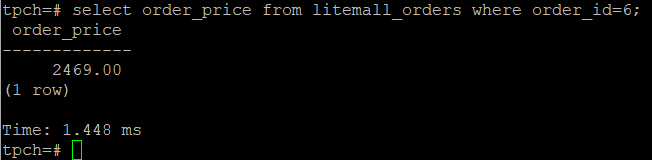 tpch=# select order_price from litemall_orders where order_id=6;
 order_price
-------------
     2469.00
(1 row)

Time: 1.448 ms
tpch=#